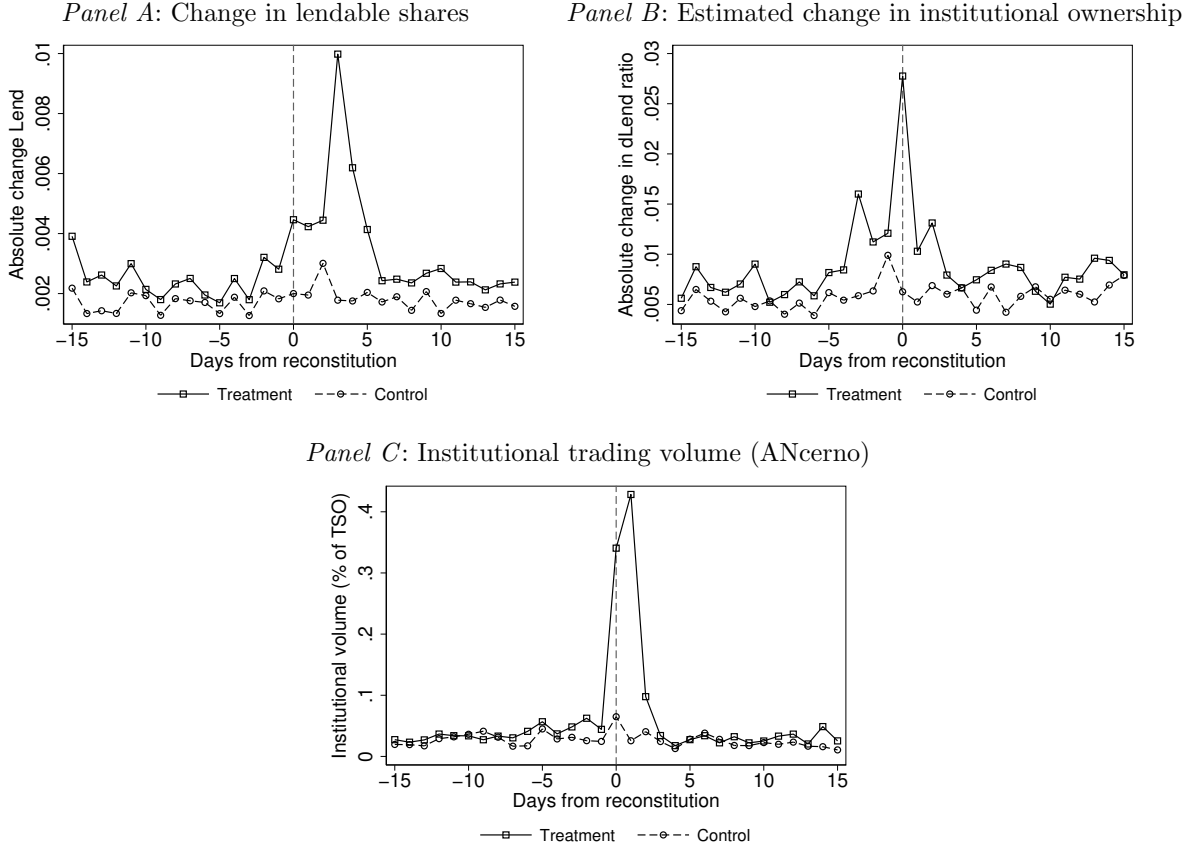 Panel A: Change in lendable shares
Absolute change Lend
.01
.008
.006
.004
.002
−15 −10 −5 0 5 10 15
Days from reconstitution
Treatment Control
Panel B: Estimated change in institutional ownership
Absolute change in dLend ratio
.03
.025
.02
.015
.01
.005
−15 −10 −5 0 5 10 15
Days from reconstitution
Treatment Control
Panel C: Institutional trading volume (ANcerno)
Institutional volume (% of TSO)
.4
.3
.2
.1
0
−15 −10 −5 0 5 10 15
Days from reconstitution
Treatment Control